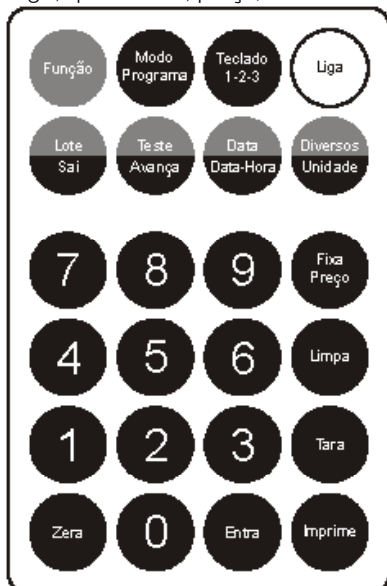 Função Modo Programa Teclado 1-2-3 Liga
Lote Sai Teste Avança Data Data-Hora Diversos Unidade
7 8 9 Fixa Preço
4 5 6 Limpa
1 2 3 Tara
Zera 0 Entra Imprime